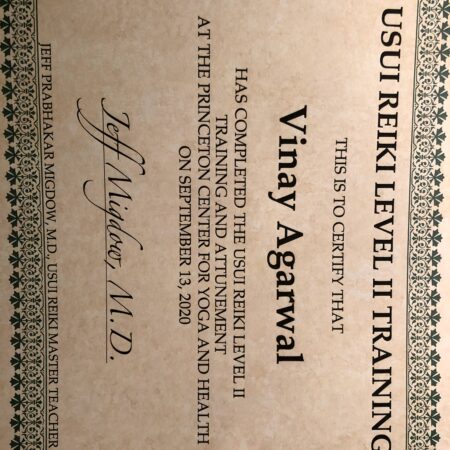 USUI REIKI LEVEL II TRAINING
THIS IS TO CERTIFY THAT
Vinay Agarwal
HAS COMPLETED THE USUI REIKI LEVEL II
TRAINING AND ATTUNEMENT
AT THE PRINCETON CENTER FOR YOGA AND HEALTH
ON SEPTEMBER 13, 2020
Jeff Migdow, M.D.
JEFF PRABHAKAR MIGDOW, M.D., USUI REIKI MASTER TEACHER